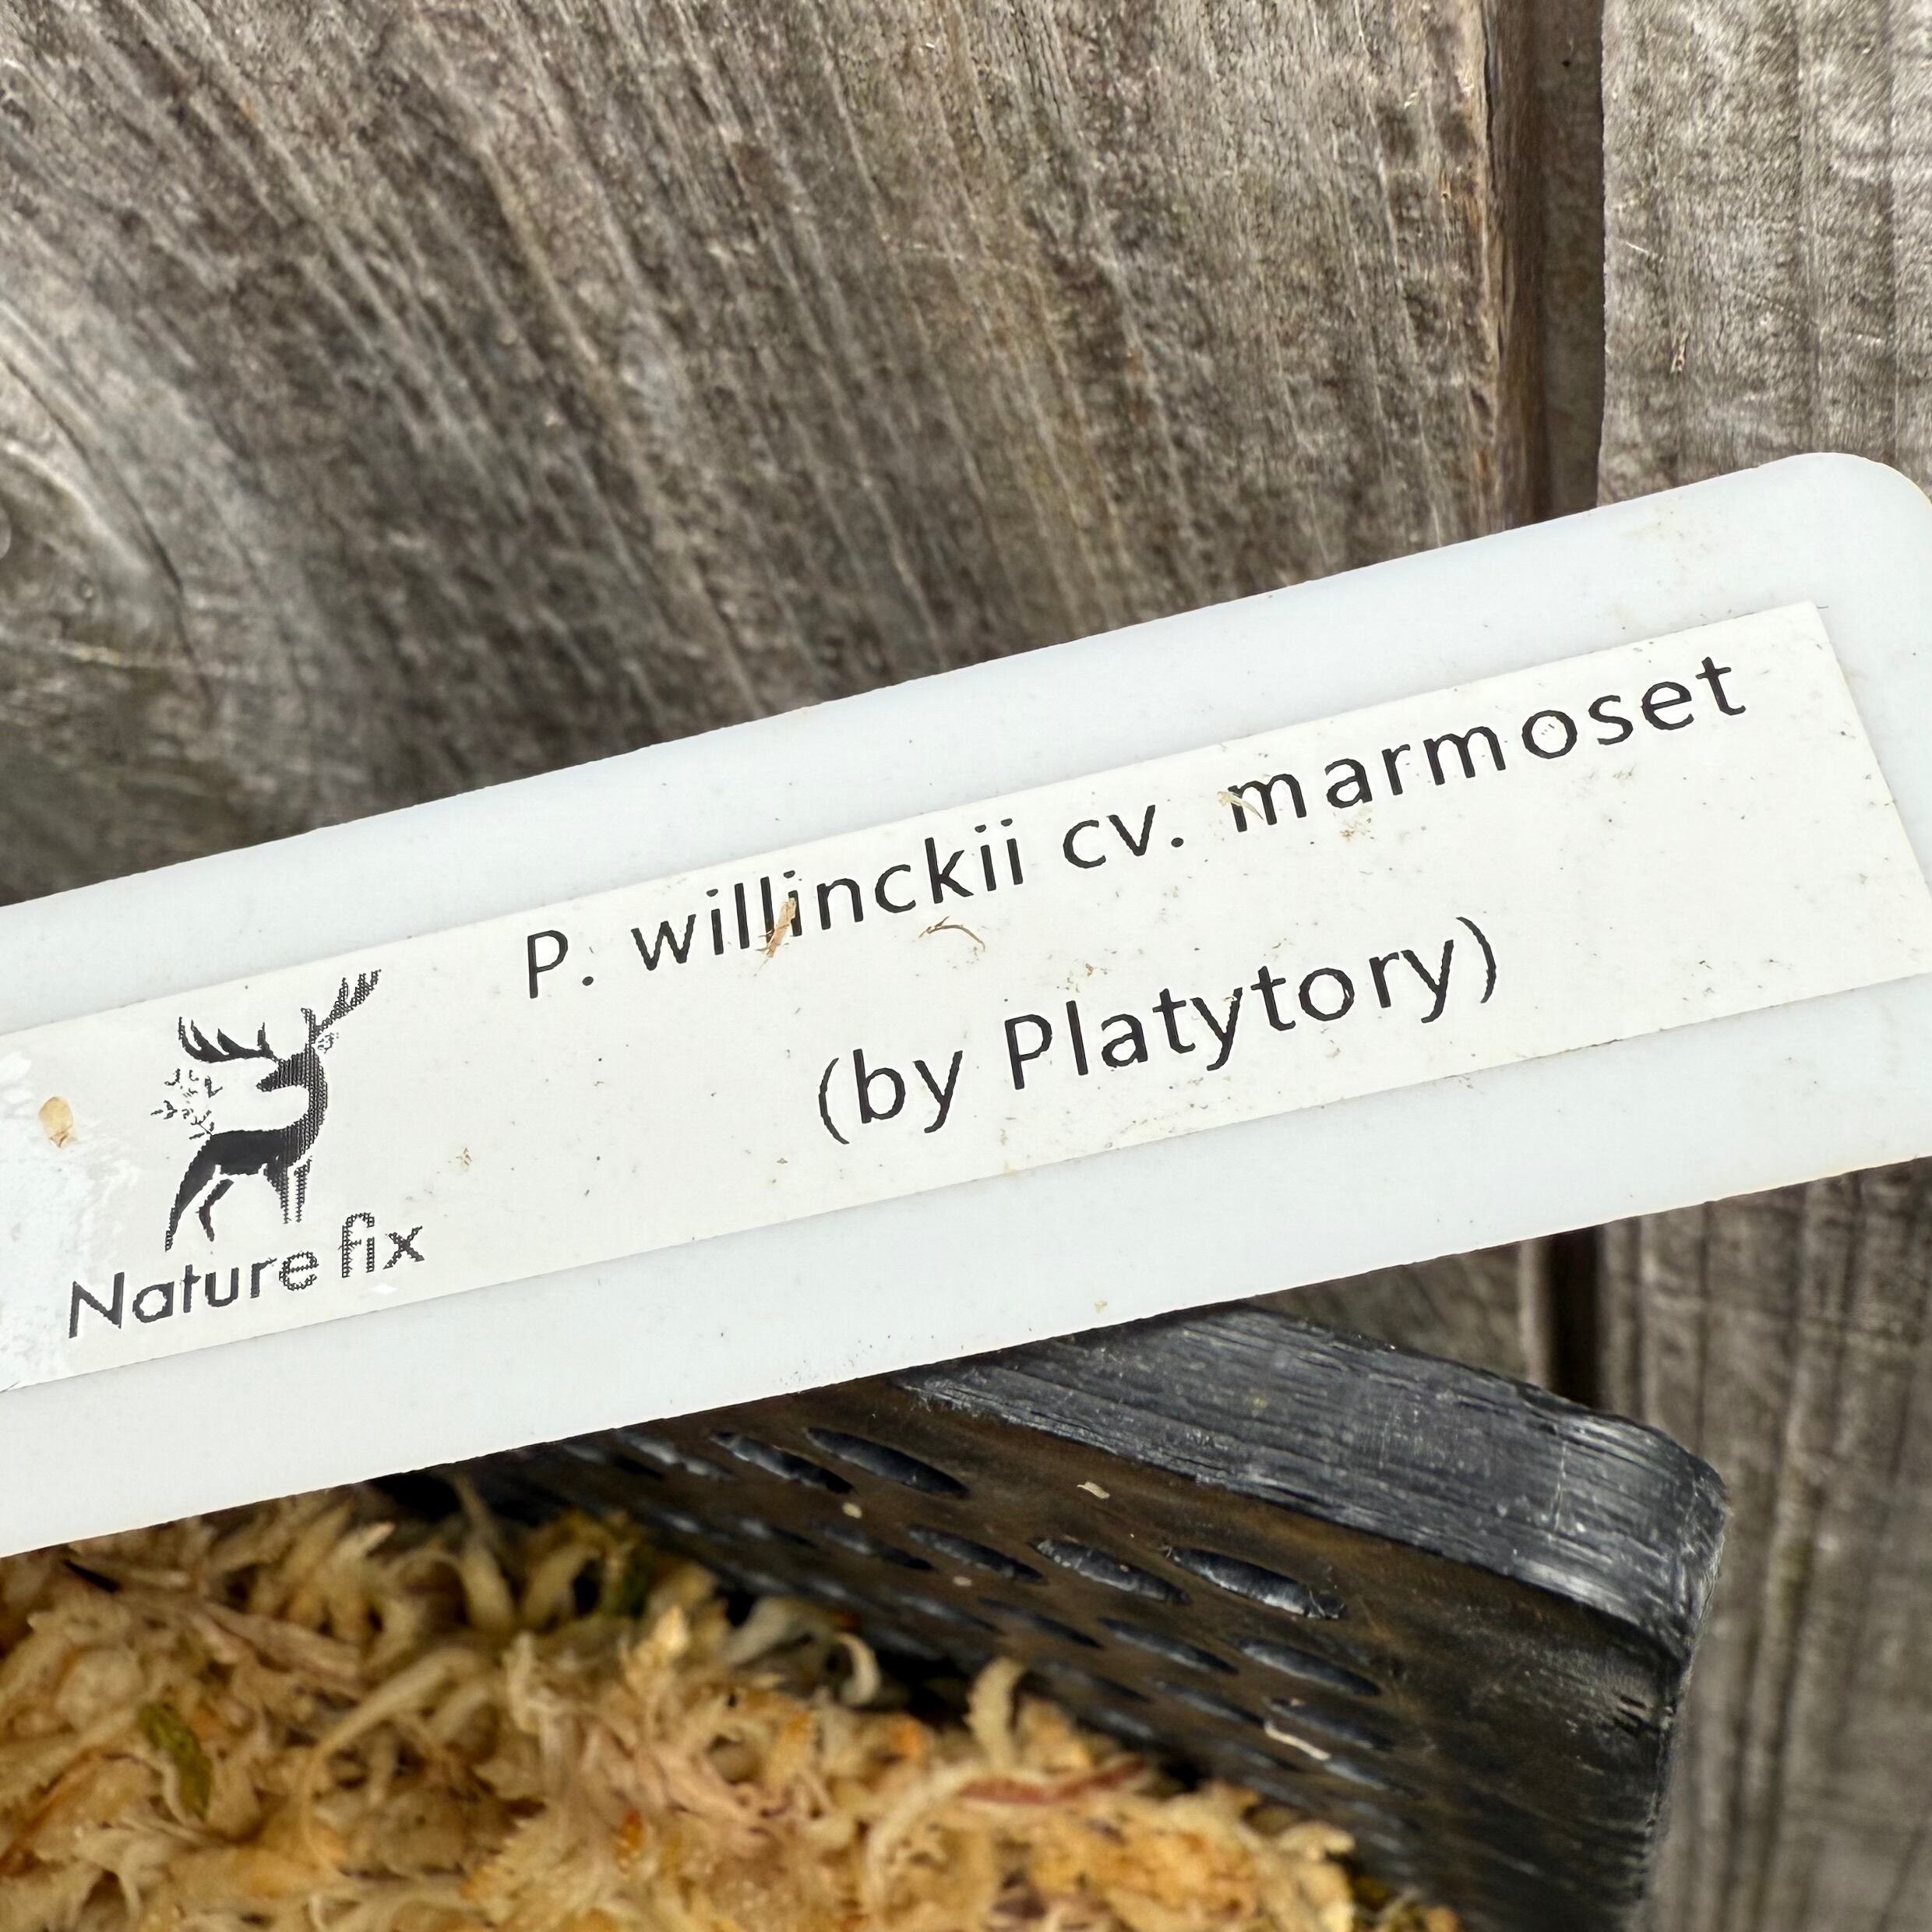 P. willinckii cv. marmoset
(by Platytory)
Nature fix